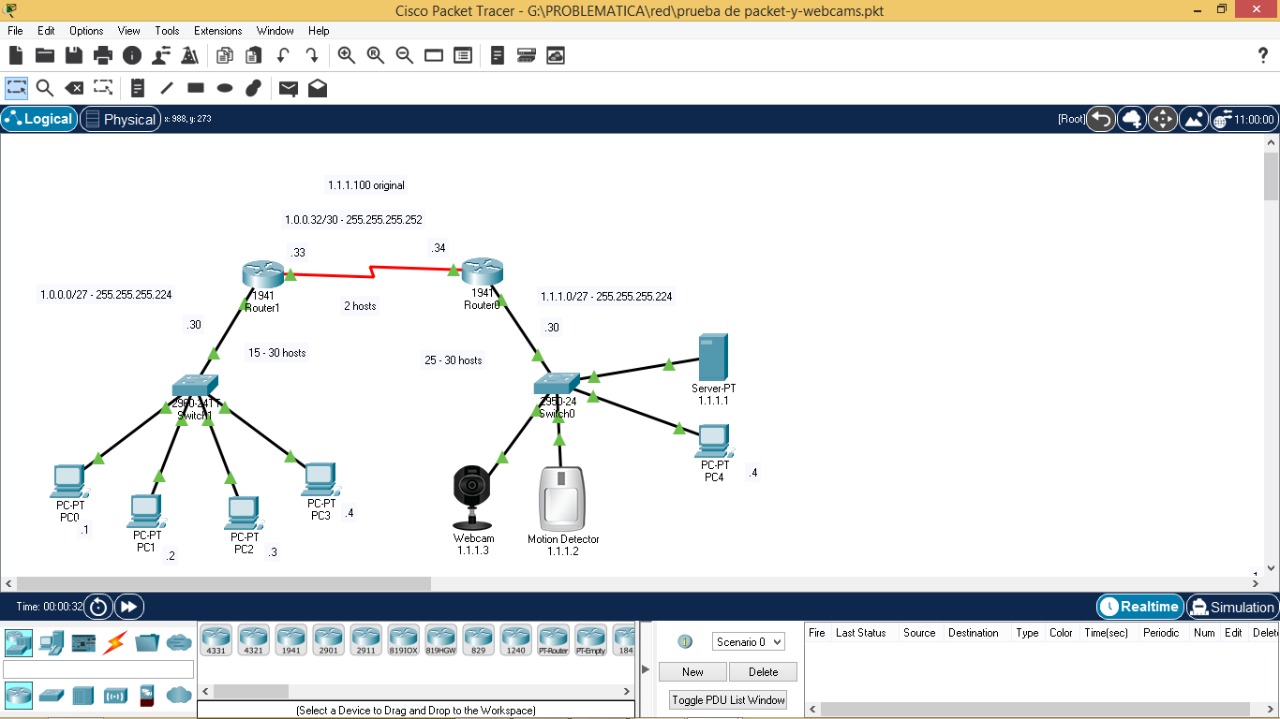 Cisco Packet Tracer - G:\PROBLEMATICA\red\prueba de packet-y-webcams.pkt
File Edit Options View Tools Extensions Window Help
Logical Physical x: 988, y: 273 [Root] 11:00:00
1.1.1.100 original
1.0.0.32/30 - 255.255.255.252
.33 .34
1941
Router1
1941
Router0
1.0.0.0/27 - 255.255.255.224
2 hosts
1.1.1.0/27 - 255.255.255.224
.30
.30
15 - 30 hosts
25 - 30 hosts
2960-24TT
Switch1
2950-24
Switch0
Server-PT
1.1.1.1
PC-PT
PC4
.4
PC-PT
PC0
.1
PC-PT
PC1
.2
PC-PT
PC2
.3
PC-PT
PC3
.4
Webcam
1.1.1.3
Motion Detector
1.1.1.2
Time: 00:00:32 Realtime Simulation
4331 4321 1941 2901 2911 819IOX 819HGW 829 1240 PT-Router PT-Empty 184
(Select a Device to Drag and Drop to the Workspace)
Scenario 0
New Delete
Toggle PDU List Window
Fire Last Status Source Destination Type Color Time(sec) Periodic Num Edit Delet